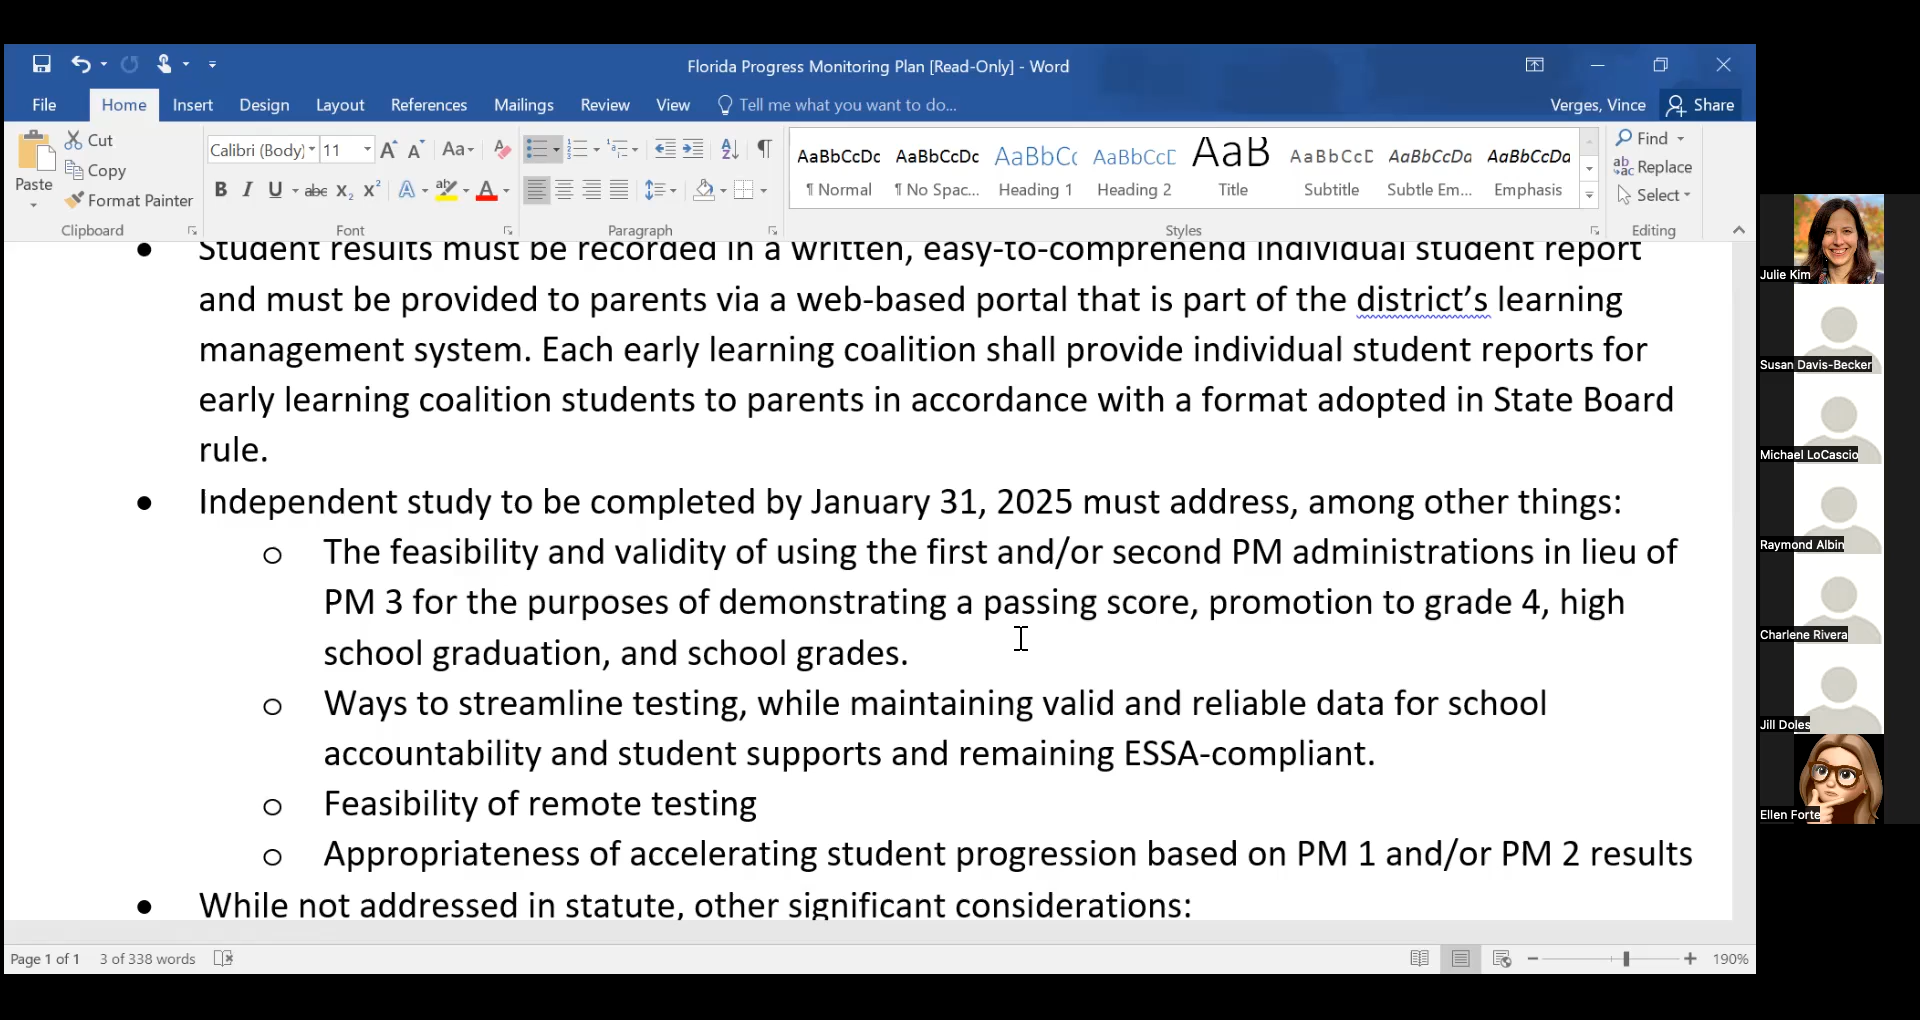 Florida Progress Monitoring Plan [Read-Only] - Word
File Home Insert Design Layout References Mailings Review View Tell me what you want to do... Verges, Vince Share
Paste
Cut
Copy
Format Painter
Clipboard
Calibri (Body) 11 Aa
B I U abc X₂ X² A ab A
Font
Paragraph
AaBbCcDc AaBbCcDc AaBbCc AaBbCcD AaB AaBbCcD AaBbCcDa AaBbCcDa
¶ Normal ¶ No Spac... Heading 1 Heading 2 Title Subtitle Subtle Em... Emphasis
Styles
Find
Replace
Select
Editing
• Student results must be recorded in a written, easy-to-comprehend individual student report
and must be provided to parents via a web-based portal that is part of the district’s learning
management system. Each early learning coalition shall provide individual student reports for
early learning coalition students to parents in accordance with a format adopted in State Board
rule.
• Independent study to be completed by January 31, 2025 must address, among other things:
o The feasibility and validity of using the first and/or second PM administrations in lieu of
PM 3 for the purposes of demonstrating a passing score, promotion to grade 4, high
school graduation, and school grades.
o Ways to streamline testing, while maintaining valid and reliable data for school
accountability and student supports and remaining ESSA-compliant.
o Feasibility of remote testing
o Appropriateness of accelerating student progression based on PM 1 and/or PM 2 results
• While not addressed in statute, other significant considerations:
Page 1 of 1 3 of 338 words 190%
Julie Kim
Susan Davis-Becker
Michael LoCascio
Raymond Albin
Charlene Rivera
Jill Doles
Ellen Forte